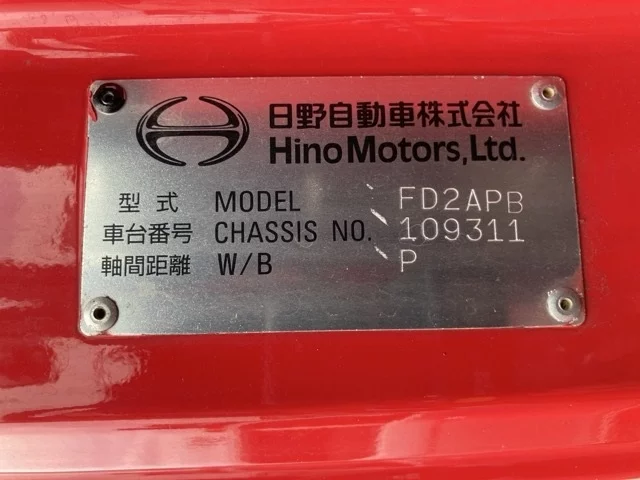 日野自動車株式会社
Hino Motors, Ltd.
型式 MODEL FD2APB
車台番号 CHASSIS NO. 109311
軸間距離 W/B P